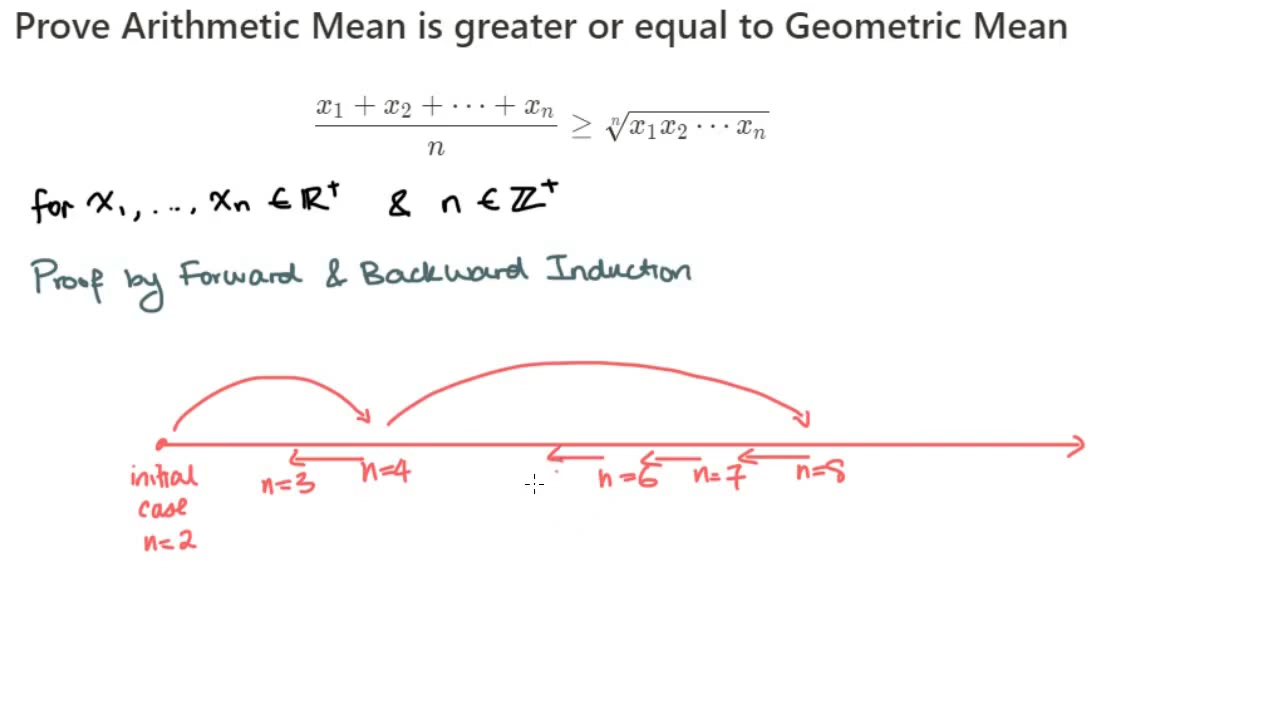 Prove Arithmetic Mean is greater or equal to Geometric Mean
x₁ + x₂ + ⋯ + xₙ / n ≥ ⁿ√x₁x₂⋯xₙ
for x₁, ..., xₙ ∈ ℝ⁺ & n ∈ ℤ⁺
Proof by Forward & Backward Induction
initial case n=2
n=3
n=4
n=6
n=7
n=8